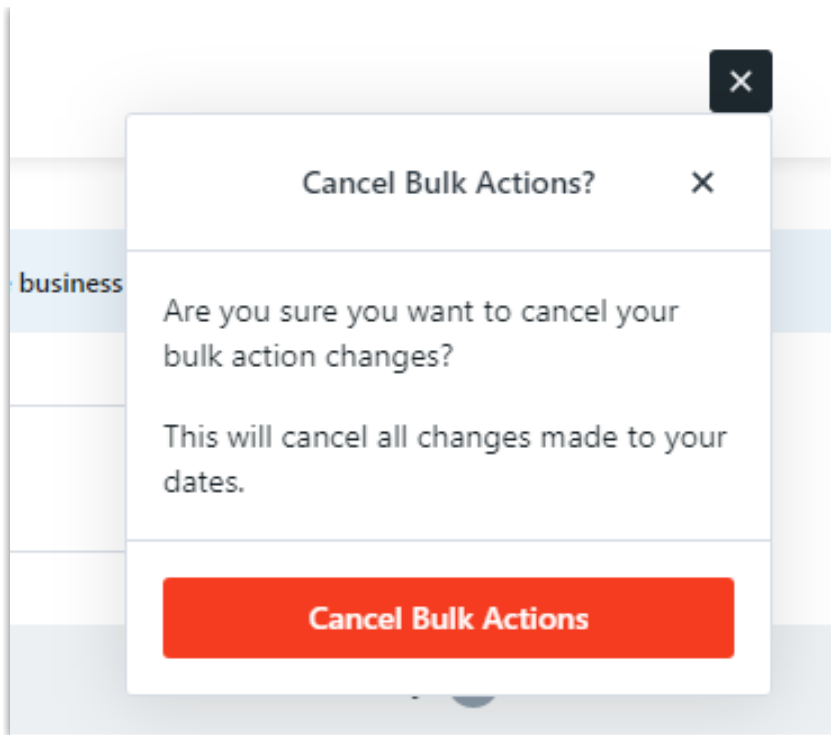 Cancel Bulk Actions?
business
Are you sure you want to cancel your
bulk action changes?
This will cancel all changes made to your
dates.
Cancel Bulk Actions